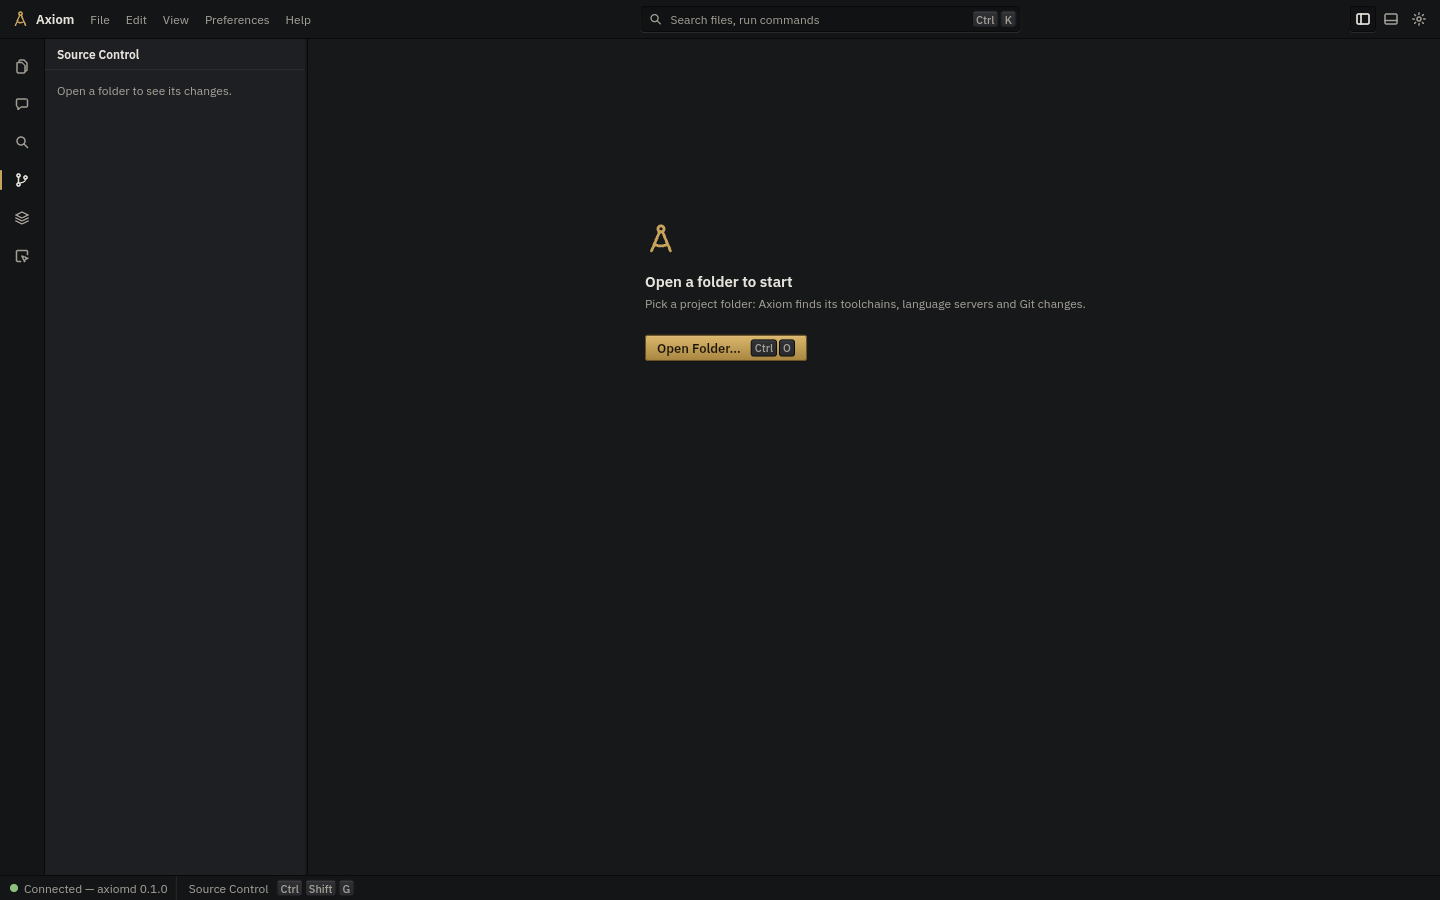 Axiom File Edit View Preferences Help
Search files, run commands Ctrl K
Source Control
Open a folder to see its changes.
Open a folder to start
Pick a project folder: Axiom finds its toolchains, language servers and Git changes.
Open Folder... Ctrl O
Connected — axiomd 0.1.0 Source Control Ctrl Shift G